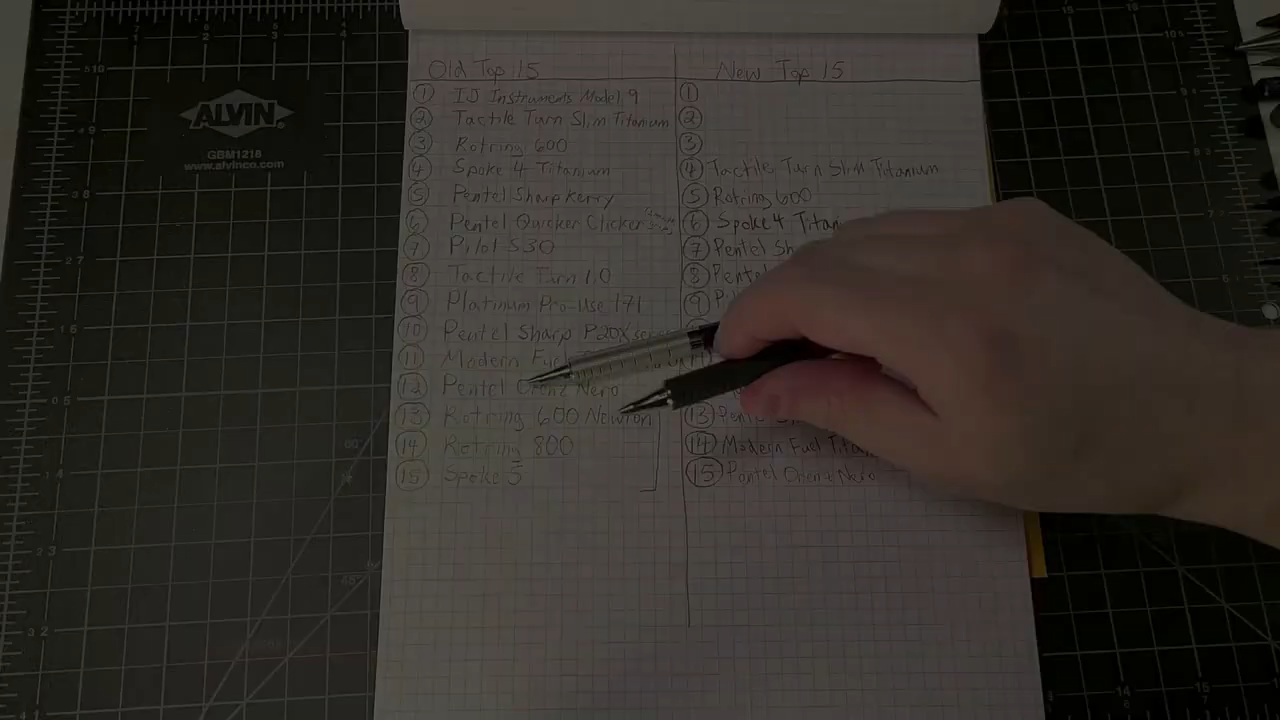 ALVIN
GBM1218
www.alvinco.com
Old Top 15
① IJ Instruments Model 9
② Tactile Turn Slim Titanium
③ Rotring 600
④ Spoke 4 Titanium
⑤ Pentel Sharp Kerry
⑥ Pentel Quicker Clicker
⑦ Pilot S30
⑧ Tactile Turn 1.0
⑨ Platinum Pro-Use 171
⑩ Pentel Sharp P20X series
⑪ Modern Fuel
⑫ Pentel Orenz Nero
⑬ Rotring 600 Newton
⑭ Rotring 800
⑮ Spoke 5
New Top 15
①
②
③
④ Tactile Turn Slim Titanium
⑤ Rotring 600
⑥ Spoke 4 Titan
⑦ Pentel Sh
⑧ Pentel
⑨ Pi
⑬ Pente
⑭ Modern Fuel Tita
⑮ Pentel Orenz Nero